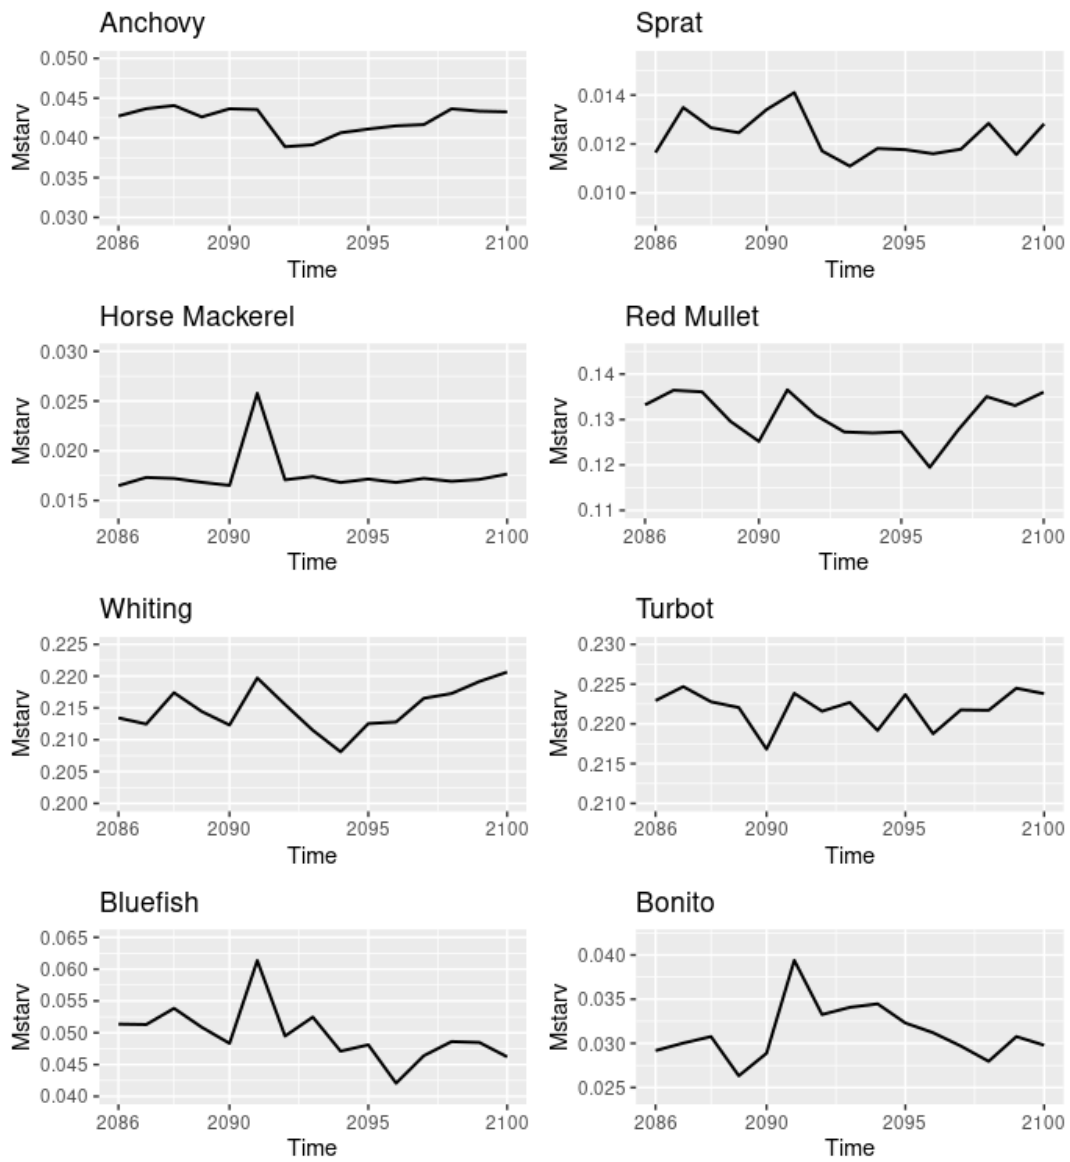 Anchovy
Mstarv
0.050
0.045
0.040
0.035
0.030
2086 2090 2095 2100
Time
Sprat
Mstarv
0.014
0.012
0.010
2086 2090 2095 2100
Time
Horse Mackerel
Mstarv
0.030
0.025
0.020
0.015
2086 2090 2095 2100
Time
Red Mullet
Mstarv
0.14
0.13
0.12
0.11
2086 2090 2095 2100
Time
Whiting
Mstarv
0.225
0.220
0.215
0.210
0.205
0.200
2086 2090 2095 2100
Time
Turbot
Mstarv
0.230
0.225
0.220
0.215
0.210
2086 2090 2095 2100
Time
Bluefish
Mstarv
0.065
0.060
0.055
0.050
0.045
0.040
2086 2090 2095 2100
Time
Bonito
Mstarv
0.040
0.035
0.030
0.025
2086 2090 2095 2100
Time